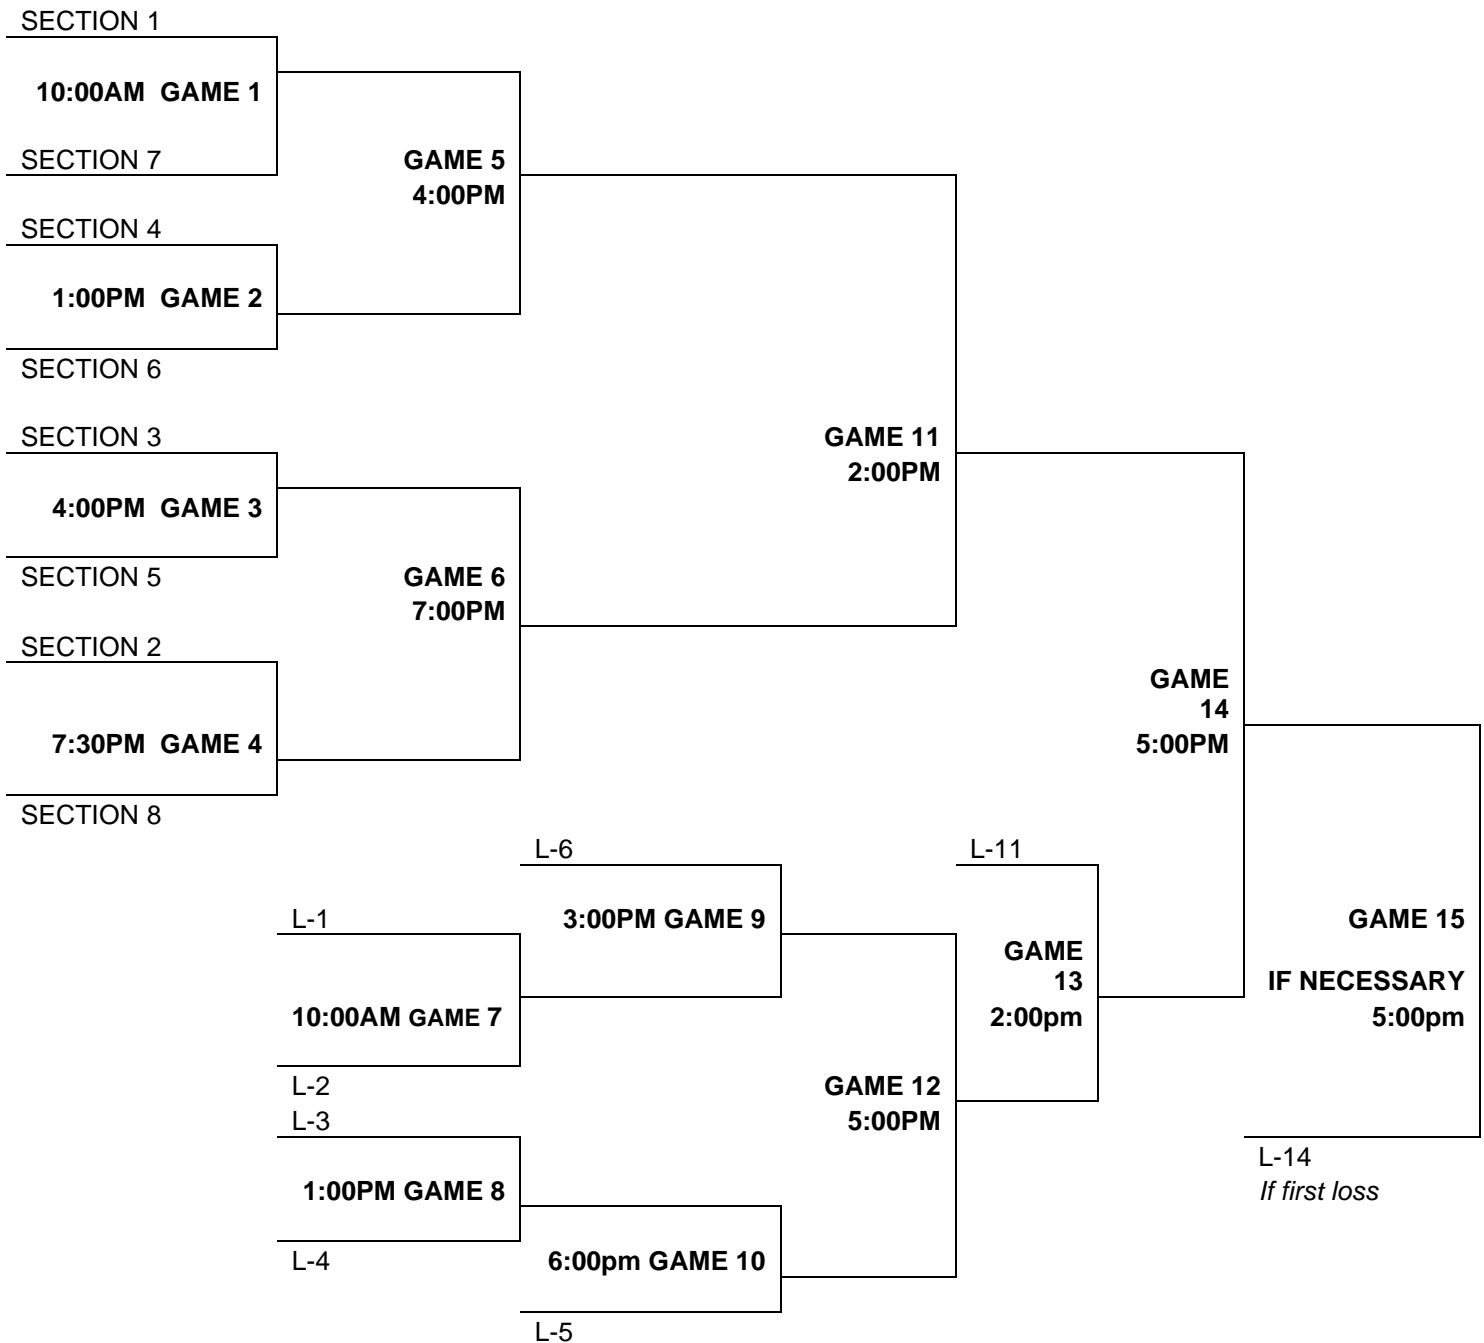 SECTION 1
10:00AM  GAME 1
SECTION 7
GAME 5
4:00PM
SECTION 4
1:00PM  GAME 2
SECTION 6
SECTION 3
GAME 11
2:00PM
4:00PM  GAME 3
SECTION 5
GAME 6
7:00PM
SECTION 2
GAME
14
5:00PM
7:30PM  GAME 4
SECTION 8
L-6
L-11
L-1
3:00PM GAME 9
GAME 15
GAME
13
2:00pm
IF NECESSARY
5:00pm
10:00AM GAME 7
L-2
GAME 12
5:00PM
L-3
L-14
If first loss
1:00PM GAME 8
L-4
6:00pm GAME 10
L-5